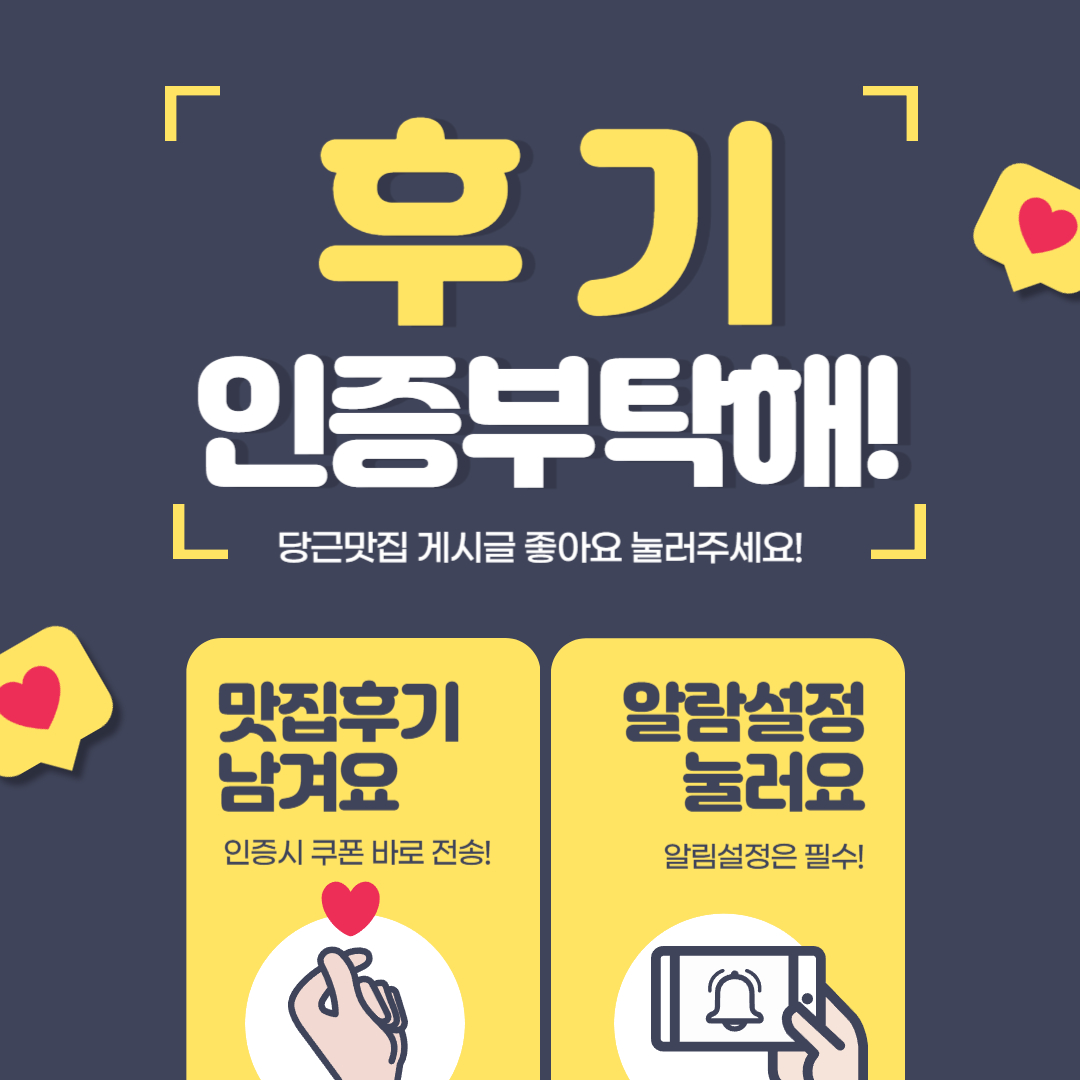 후기
인증부탁해!
당근맛집 게시글 좋아요 눌러주세요!
맛집후기
남겨요
인증시 쿠폰 바로 전송!
알람설정
눌러요
알림설정은 필수!